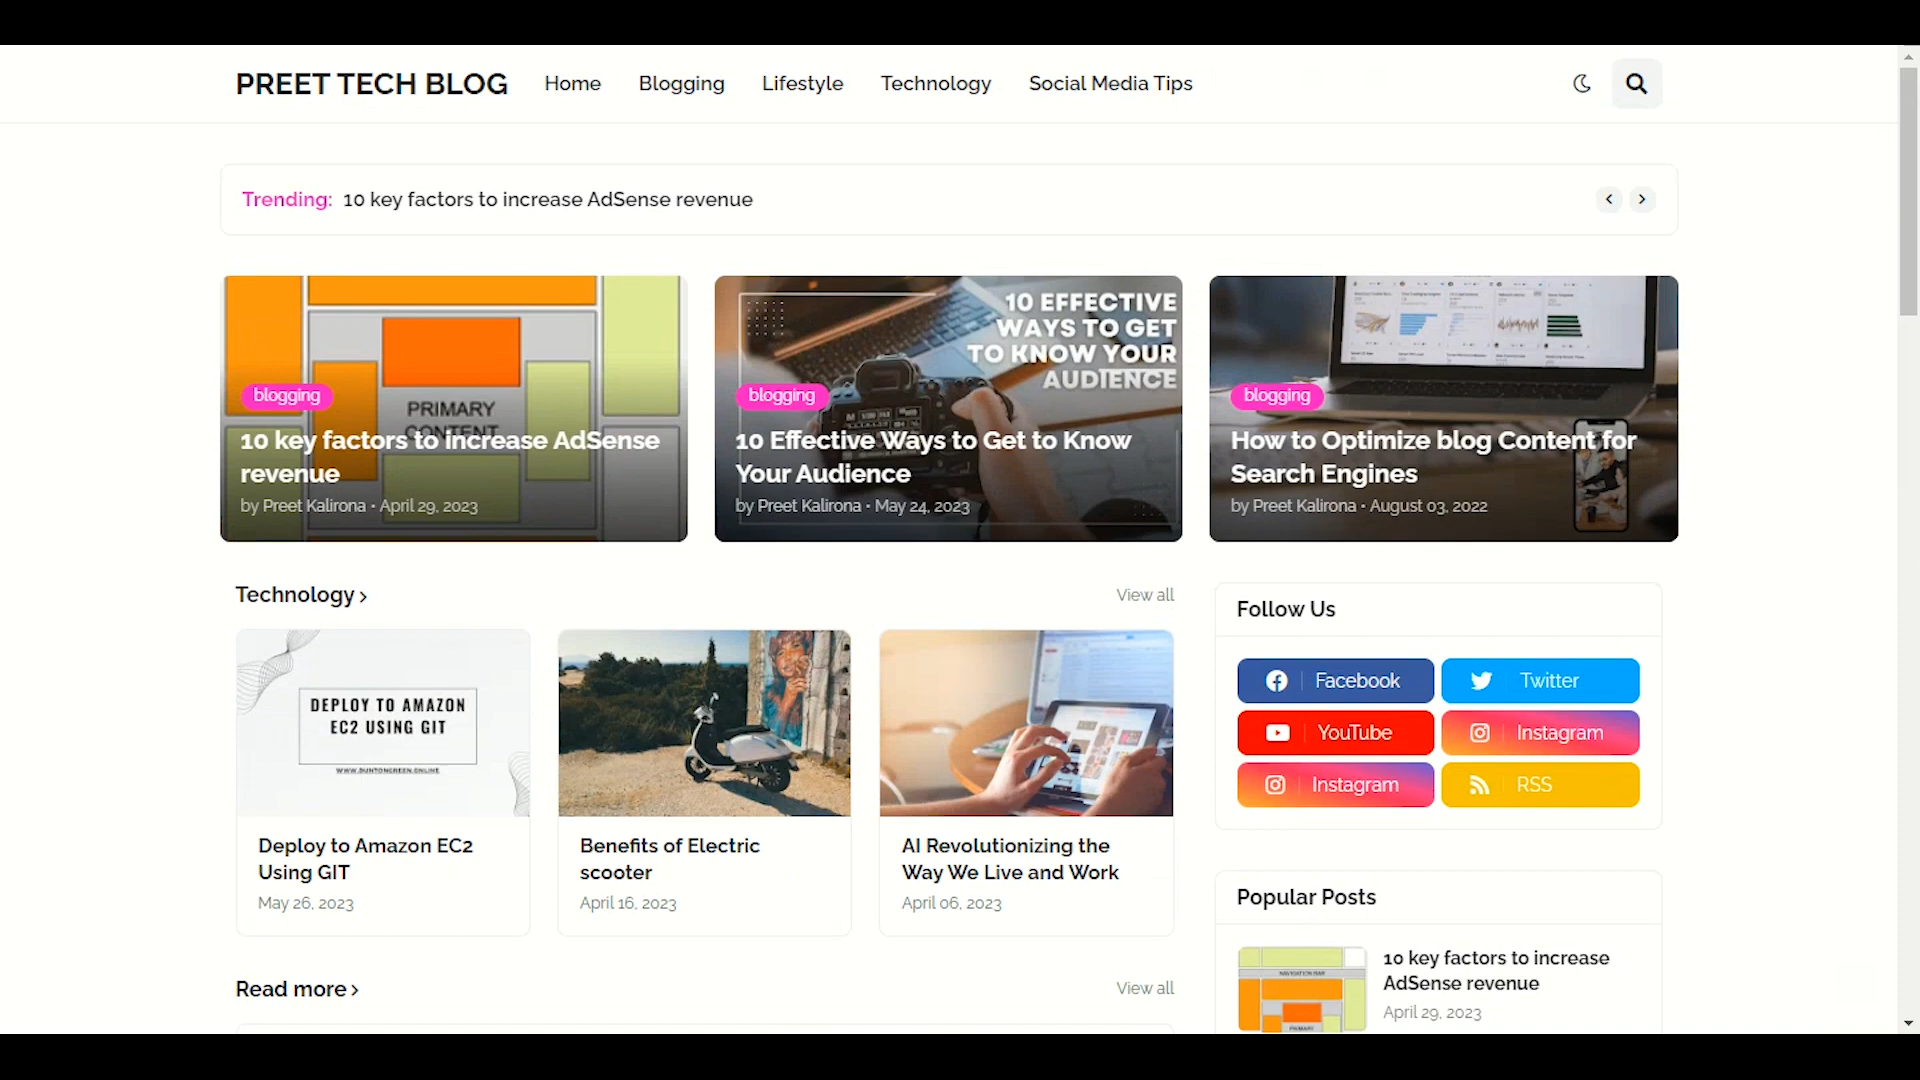 PREET TECH BLOG
Home
Blogging
Lifestyle
Technology
Social Media Tips
Trending: 10 key factors to increase AdSense revenue
PRIMARY
CONTENT
blogging
10 key factors to increase AdSense
revenue
by Preet Kalirona • April 29, 2023
10 EFFECTIVE
WAYS TO GET
TO KNOW YOUR
AUDIENCE
blogging
10 Effective Ways to Get to Know
Your Audience
by Preet Kalirona • May 24, 2023
blogging
How to Optimize blog Content for
Search Engines
by Preet Kalirona • August 03, 2022
Technology
View all
DEPLOY TO AMAZON
EC2 USING GIT
Deploy to Amazon EC2
Using GIT
May 26, 2023
Benefits of Electric
scooter
April 16, 2023
AI Revolutionizing the
Way We Live and Work
April 06, 2023
Read more
View all
Follow Us
Facebook
Twitter
YouTube
Instagram
Instagram
RSS
Popular Posts
NAVIGATION BAR
PRIMARY
10 key factors to increase
AdSense revenue
April 29, 2023